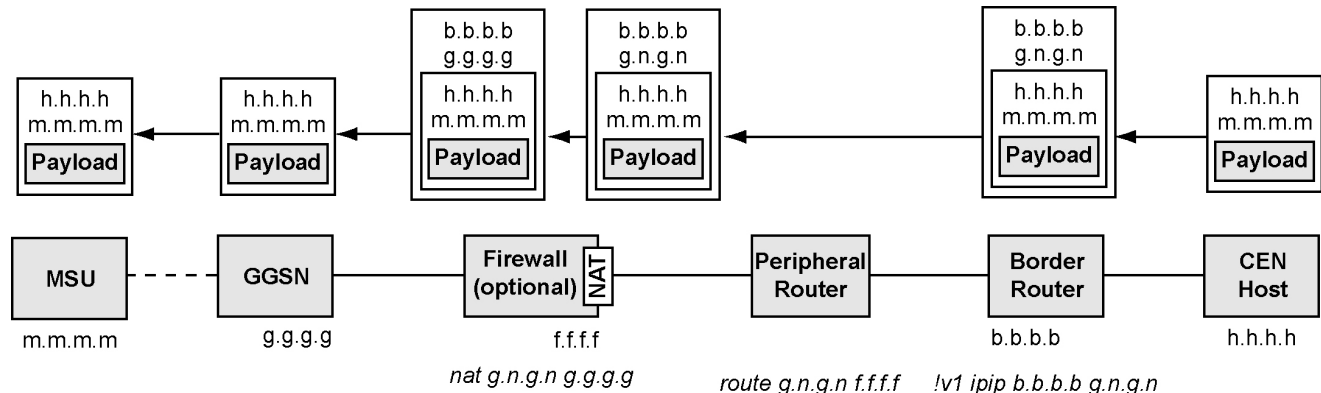 b.b.b.b
g.g.g.g
h.h.h.h
m.m.m.m
Payload
b.b.b.b
g.n.g.n
h.h.h.h
m.m.m.m
Payload
b.b.b.b
g.n.g.n
h.h.h.h
m.m.m.m
Payload
h.h.h.h
m.m.m.m
Payload
h.h.h.h
m.m.m.m
Payload
h.h.h.h
m.m.m.m
Payload
MSU
GGSN
Firewall
(optional)
NAT
Peripheral
Router
Border
Router
CEN
Host
m.m.m.m
g.g.g.g
f.f.f.f
b.b.b.b
h.h.h.h
nat g.n.g.n g.g.g.g
route g.n.g.n f.f.f.f
!v1 ipip b.b.b.b g.n.g.n